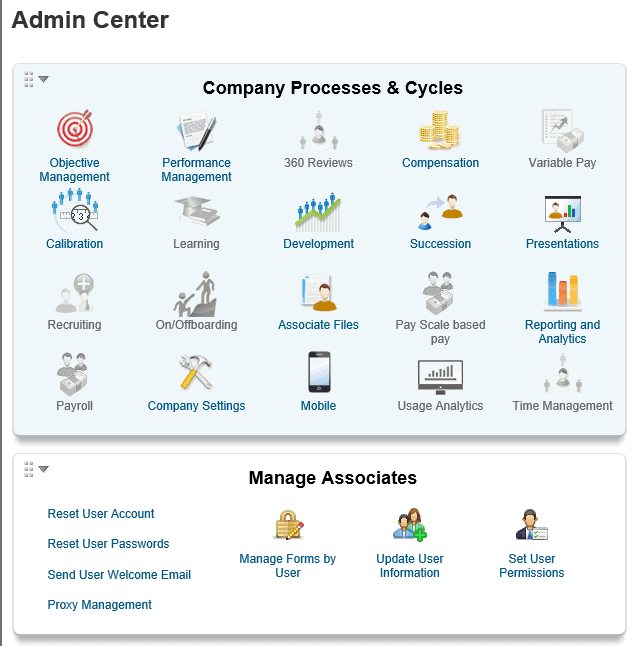 Admin Center
Company Processes & Cycles
Objective
Management
Performance
Management
360 Reviews
Compensation
Variable Pay
3
Calibration
Learning
Development
Succession
Presentations
Recruiting
On/Offboarding
Associate Files
Pay Scale based
pay
Reporting and
Analytics
Payroll
Company Settings
Mobile
Usage Analytics
Time Management
Manage Associates
Reset User Account
Reset User Passwords
Send User Welcome Email
Proxy Management
Manage Forms by
User
Update User
Information
Set User
Permissions